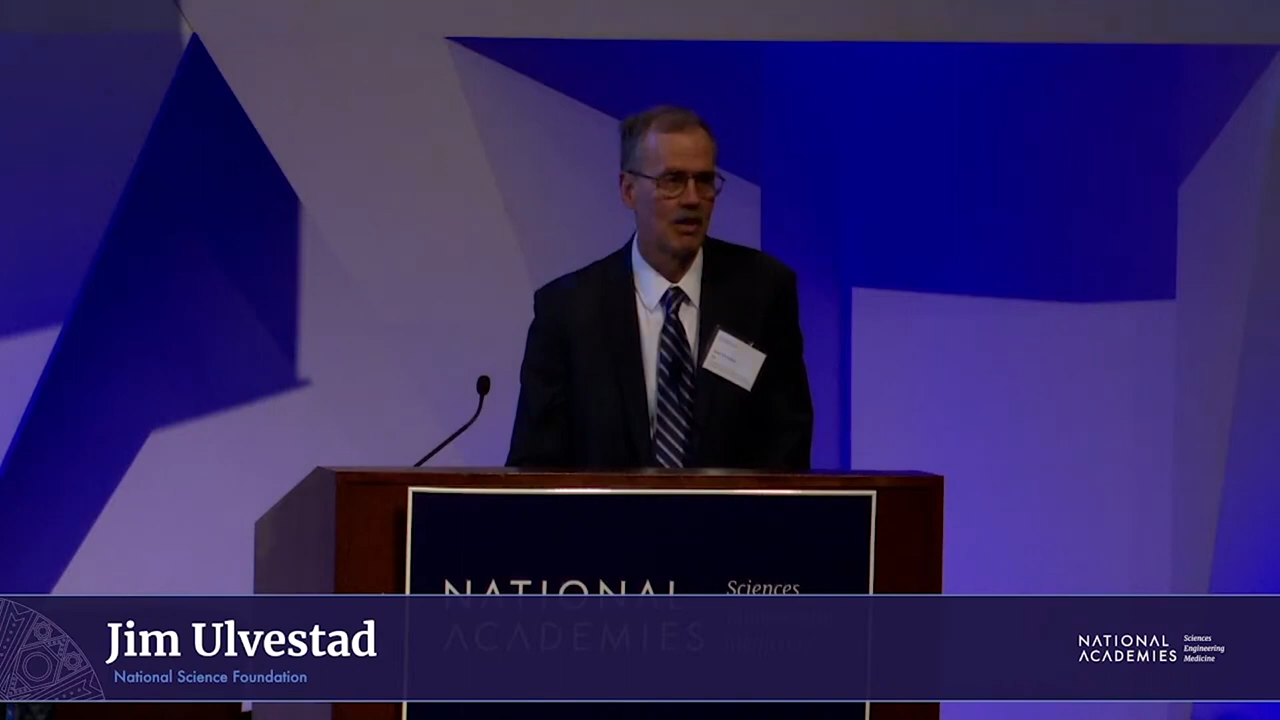 NATIONAL
ACADEMIES
Sciences
Jim Ulvestad
National Science Foundation
NATIONAL
ACADEMIES
Sciences
Engineering
Medicine